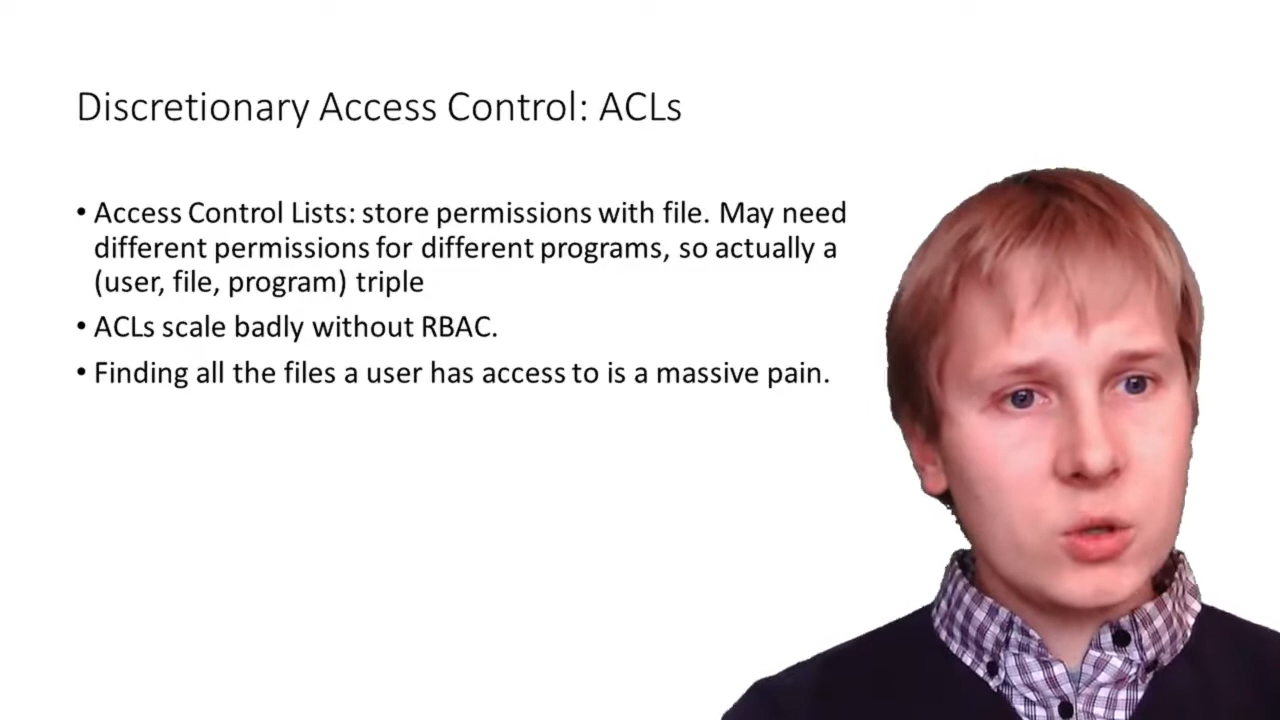 Discretionary Access Control: ACLs
• Access Control Lists: store permissions with file. May need
different permissions for different programs, so actually a
(user, file, program) triple
• ACLs scale badly without RBAC.
• Finding all the files a user has access to is a massive pain.